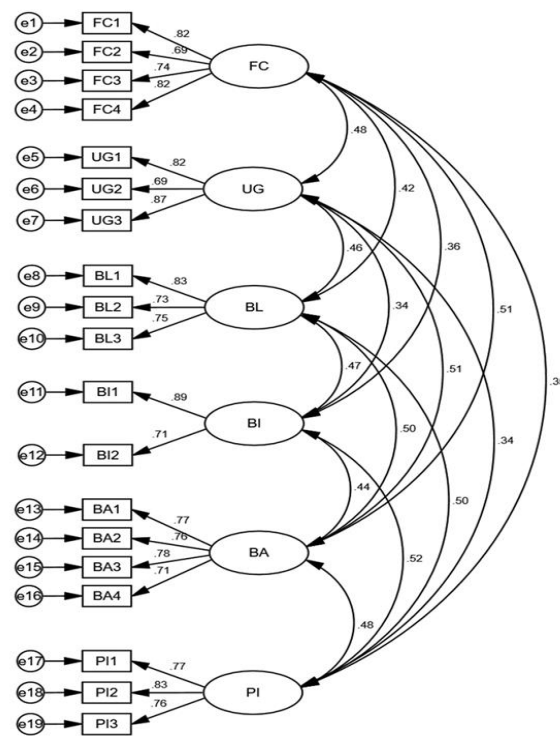 e1 FC1 .82
e2 FC2 .69
e3 FC3 .74
e4 FC4 .82
FC
.48
e5 UG1 .82
e6 UG2 .69
e7 UG3 .87
UG
.42
.46
.36
e8 BL1 .83
e9 BL2 .73
e10 BL3 .75
BL
.34
.51
.47
.51
e11 BI1 .89
e12 BI2 .71
BI
.50
.34
.44
.50
e13 BA1 .77
e14 BA2 .76
e15 BA3 .78
e16 BA4 .71
BA
.52
.48
e17 PI1 .77
e18 PI2 .83
e19 PI3 .76
PI